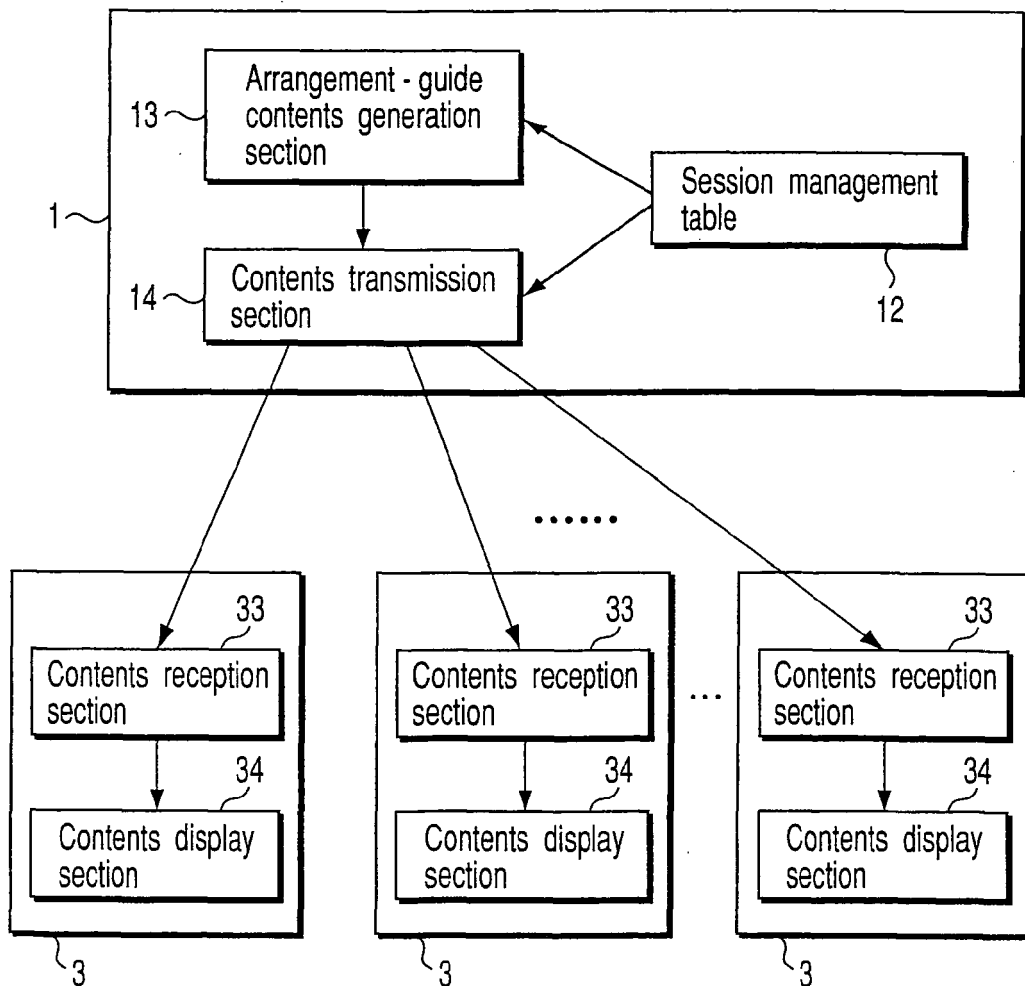 Arrangement - guide
contents generation
section
13
Session management
table
1
12
Contents transmission
section
14
......
33
Contents reception
section
34
Contents display
section
3
33
Contents reception
section
34
Contents display
section
3
...
33
Contents reception
section
34
Contents display
section
3